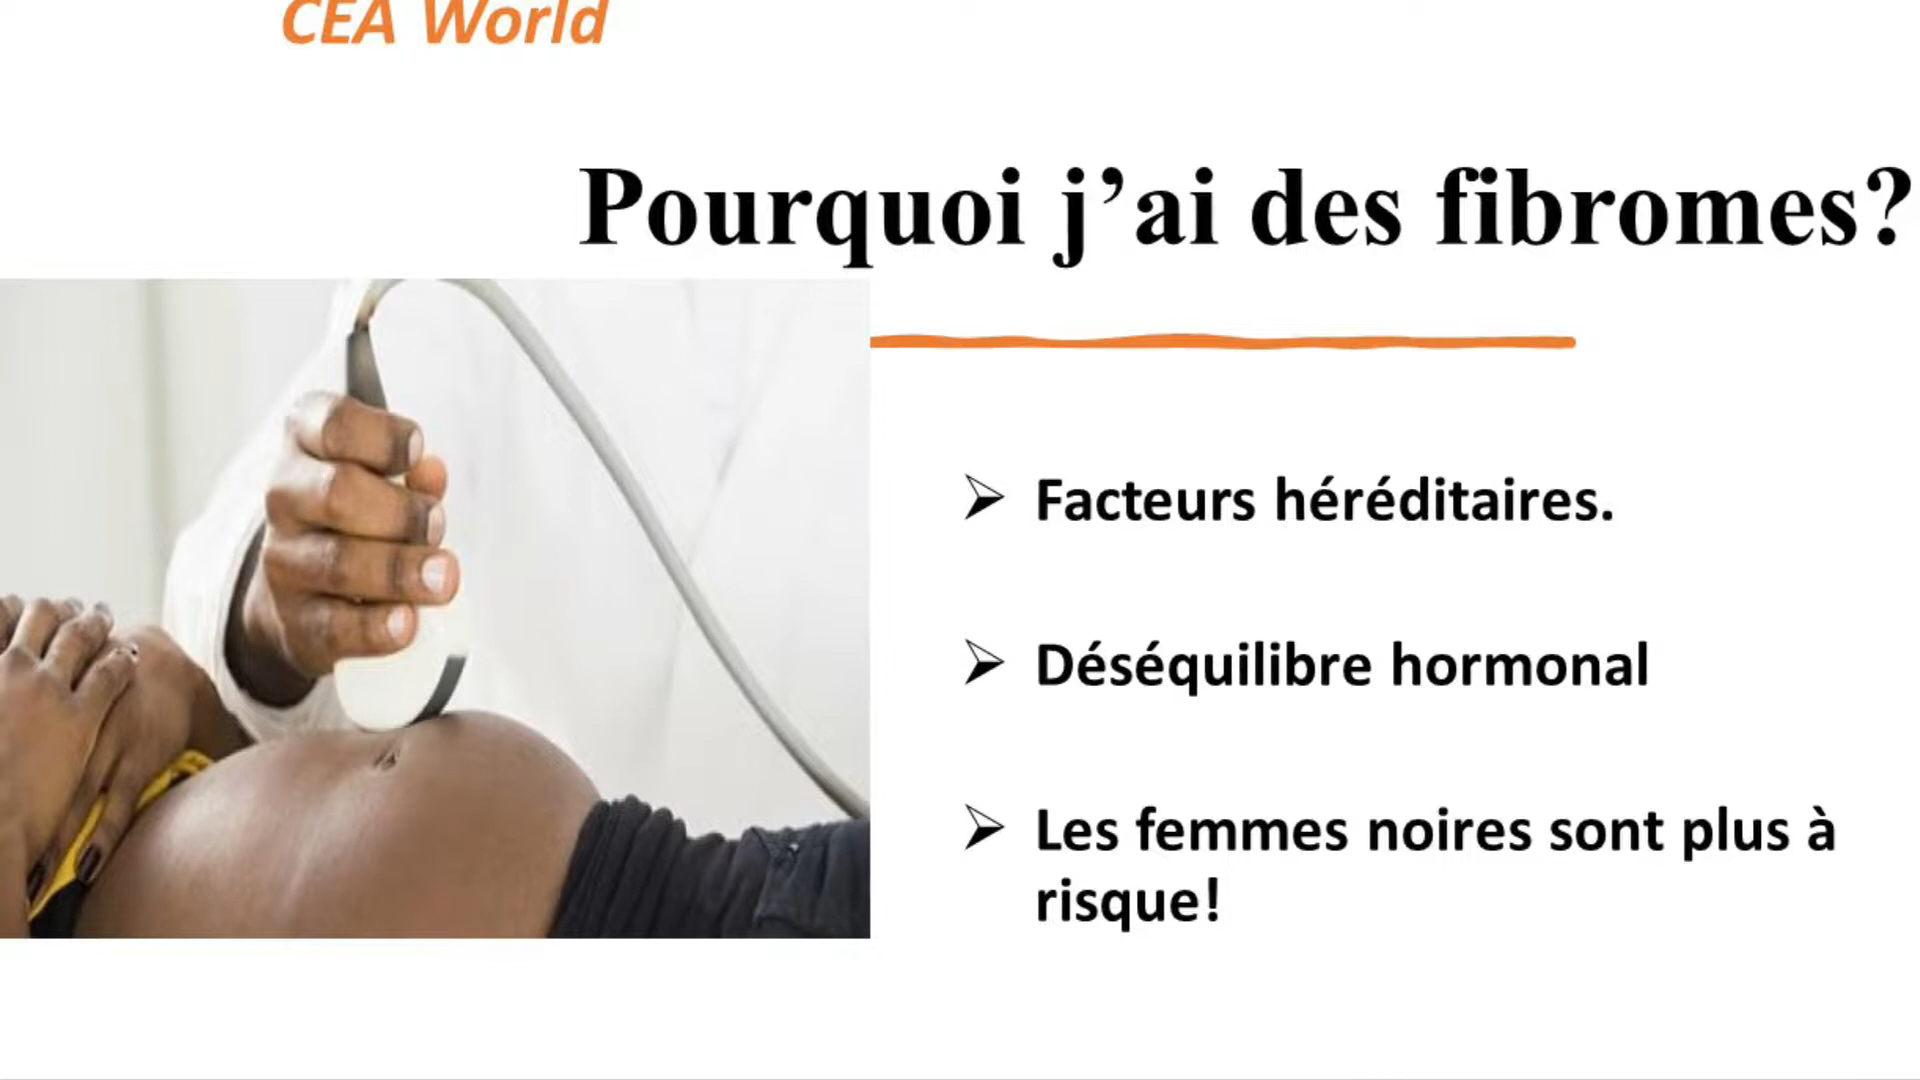 CEA World
Pourquoi j’ai des fibromes?
➢ Facteurs héréditaires.
➢ Déséquilibre hormonal
➢ Les femmes noires sont plus à
risque!